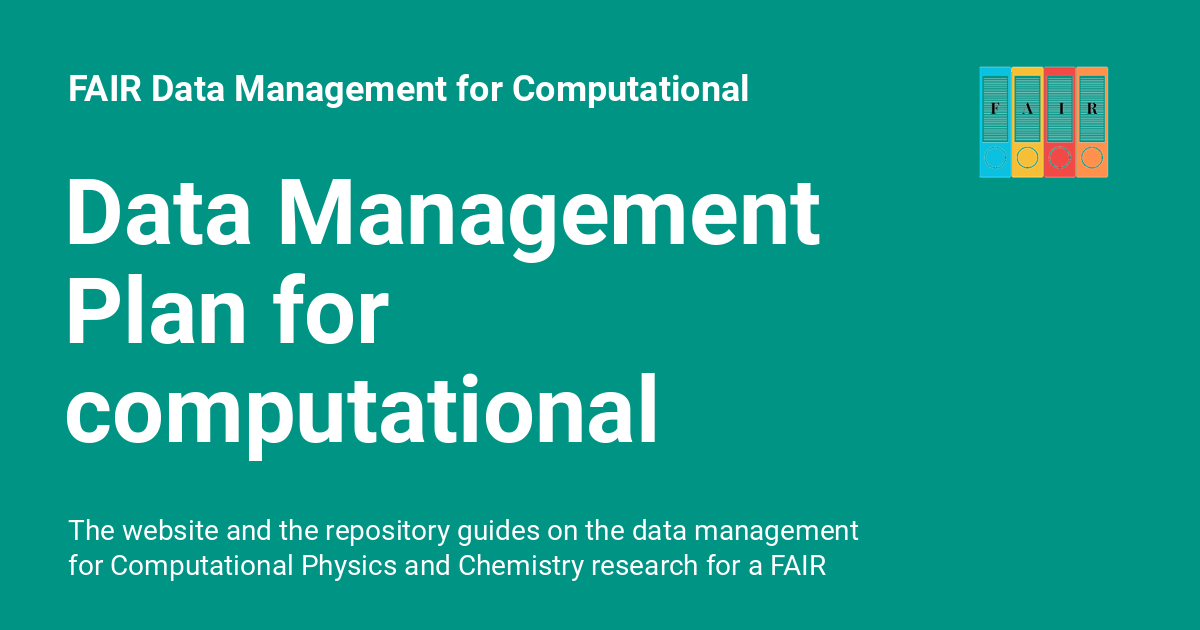 FAIR Data Management for Computational
F A I R
Data Management
Plan for
computational
The website and the repository guides on the data management
for Computational Physics and Chemistry research for a FAIR